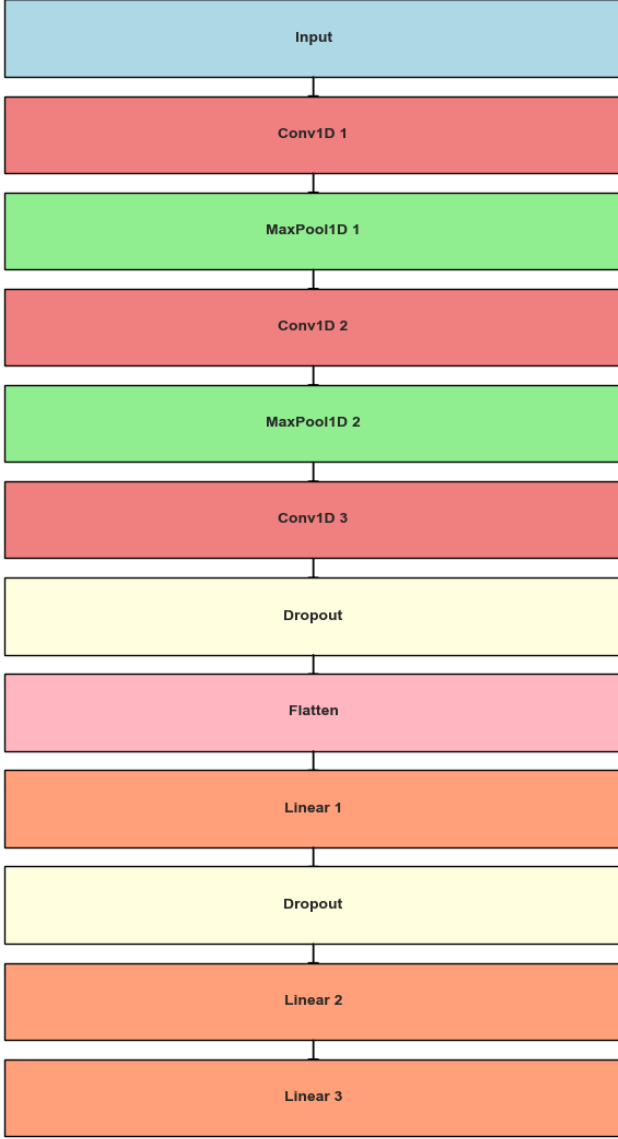 Input
Conv1D 1
MaxPool1D 1
Conv1D 2
MaxPool1D 2
Conv1D 3
Dropout
Flatten
Linear 1
Dropout
Linear 2
Linear 3